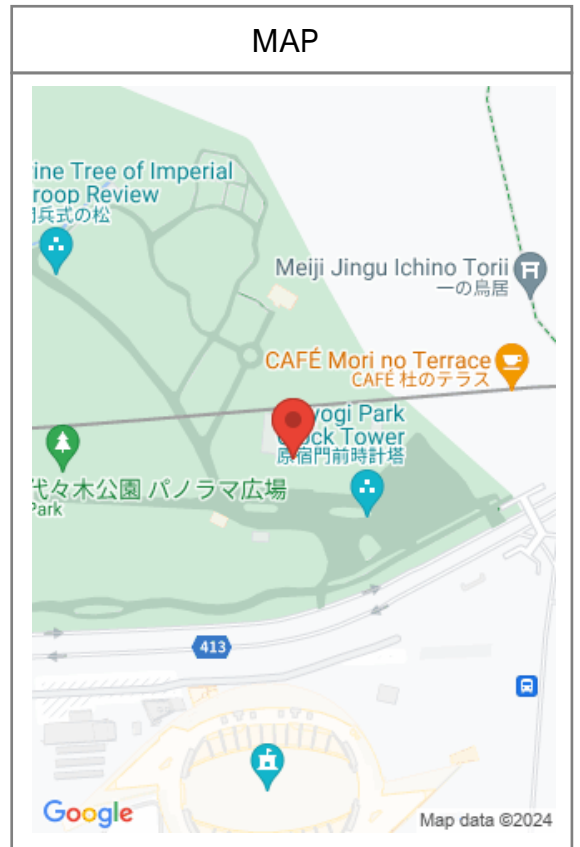 MAP
ine Tree of Imperial
roop Review
兵式の松
Meiji Jingu Ichino Torii
一の鳥居
CAFÉ Mori no Terrace
CAFÉ 杜のテラス
yogi Park
ock Tower
原宿門前時計塔
代々木公園 パノラマ広場
Park
413
Google
Map data ©2024